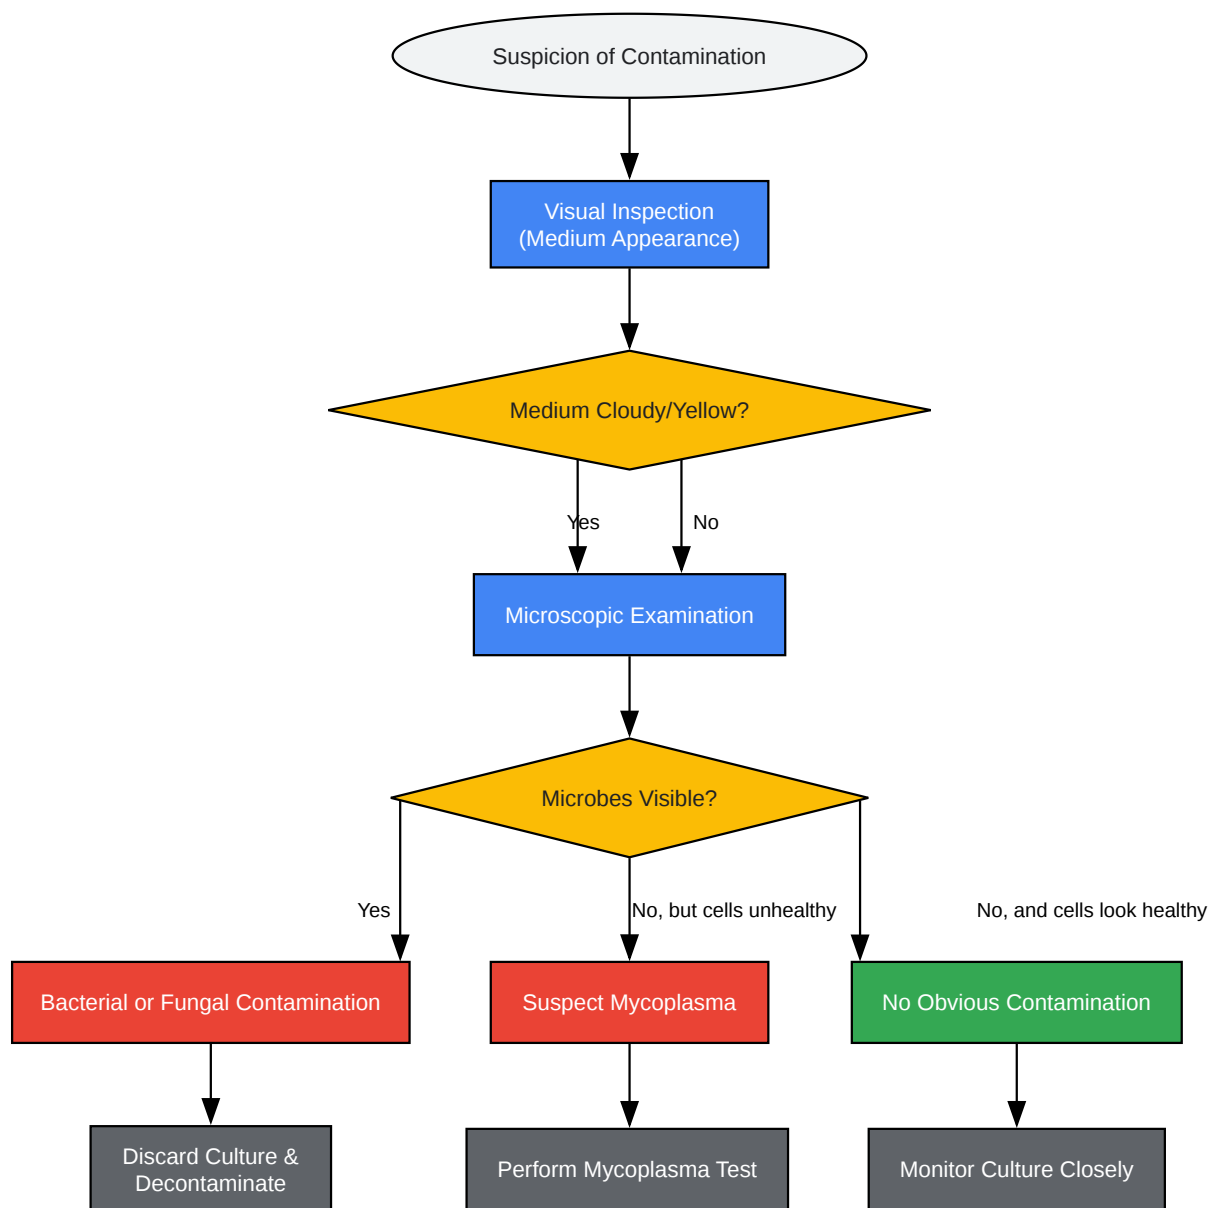 Suspicion of Contamination
Visual Inspection
(Medium Appearance)
Medium Cloudy/Yellow?
Yes
No
Microscopic Examination
Microbes Visible?
Yes
No, but cells unhealthy
No, and cells look healthy
Bacterial or Fungal Contamination
Suspect Mycoplasma
No Obvious Contamination
Discard Culture &
Decontaminate
Perform Mycoplasma Test
Monitor Culture Closely